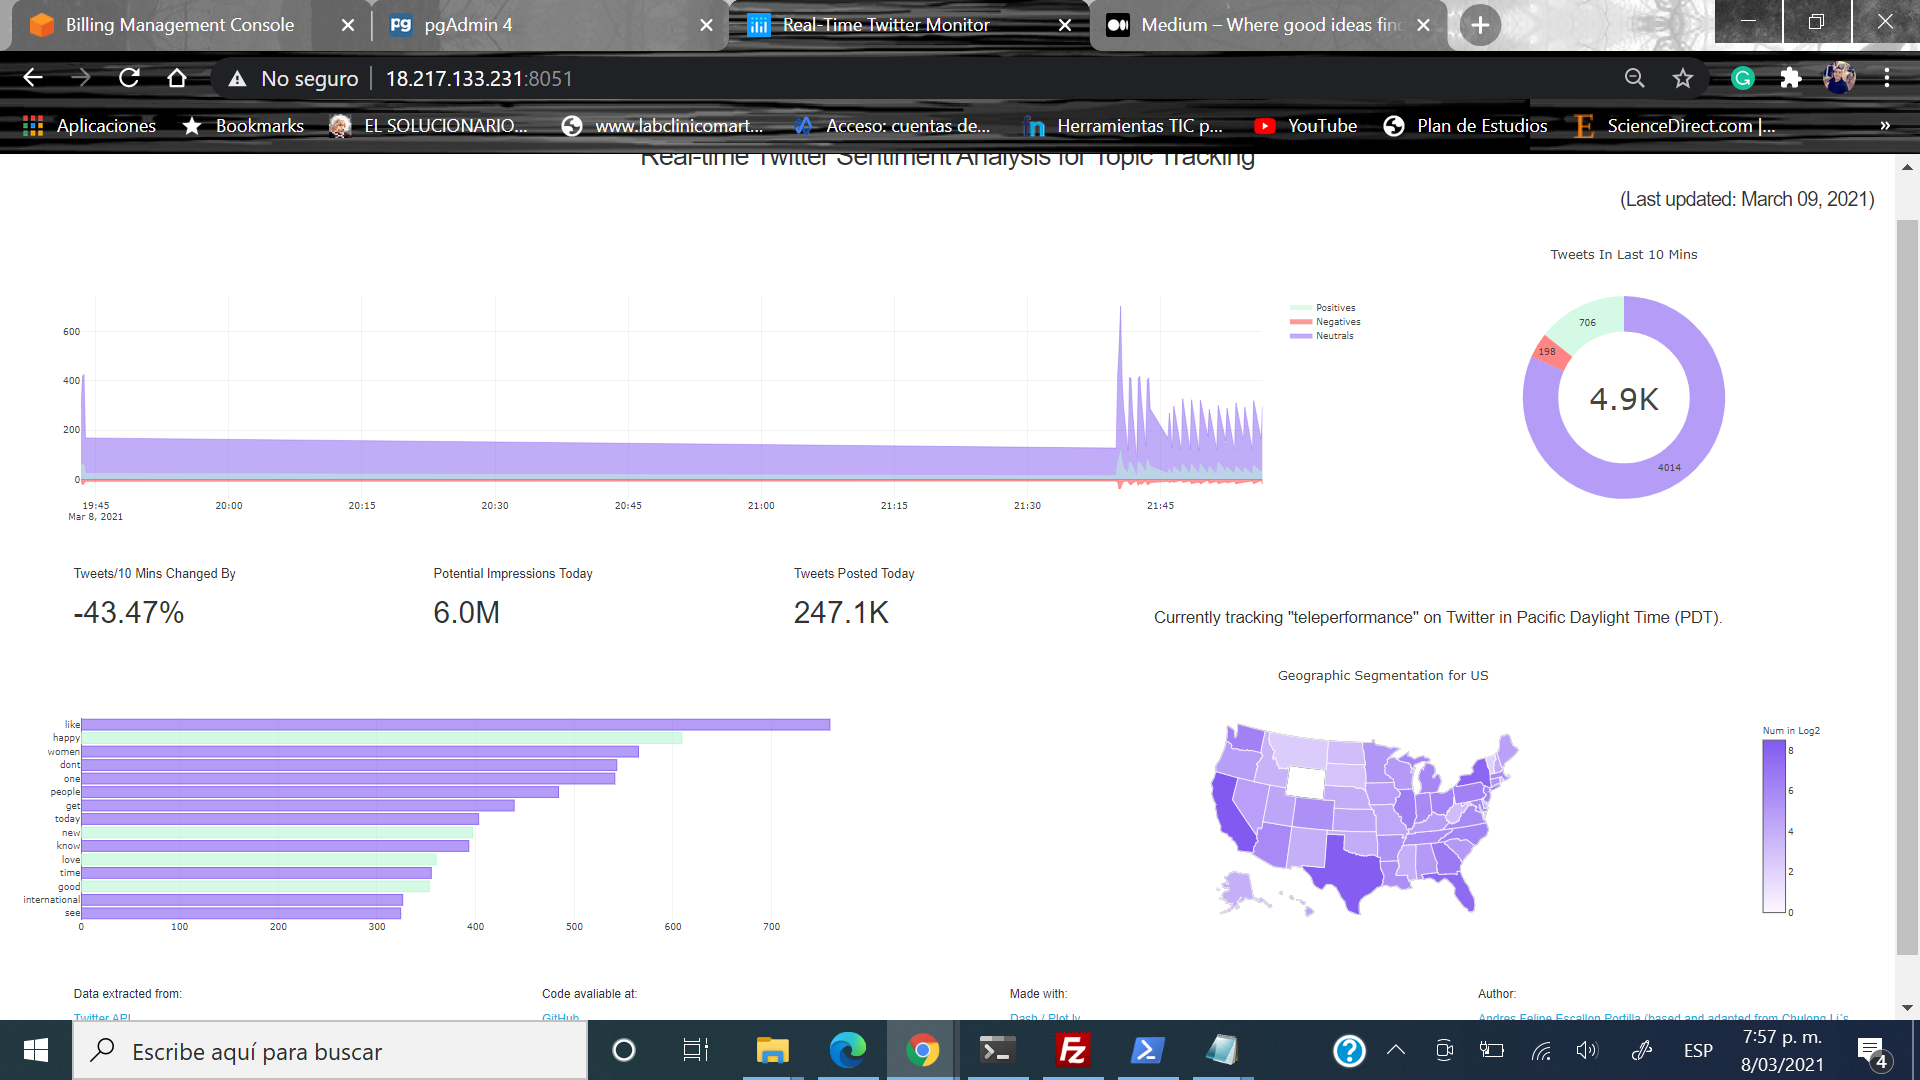 Billing Management Console
pgAdmin 4
Real-Time Twitter Monitor
Medium – Where good ideas fin
No seguro
18.217.133.231:8051
Aplicaciones
Bookmarks
EL SOLUCIONARIO...
www.labclinicomart...
Acceso: cuentas de...
Herramientas TIC p...
YouTube
Plan de Estudios
ScienceDirect.com |...
»
Real-time Twitter Sentiment Analysis for Topic Tracking
(Last updated: March 09, 2021)
Tweets In Last 10 Mins
706
198
4.9K
4014
Positives
Negatives
Neutrals
600
400
200
0
19:45
Mar 8, 2021
20:00
20:15
20:30
20:45
21:00
21:15
21:30
21:45
Tweets/10 Mins Changed By
-43.47%
Potential Impressions Today
6.0M
Tweets Posted Today
247.1K
Currently tracking "teleperformance" on Twitter in Pacific Daylight Time (PDT).
like
happy
women
dont
one
people
get
today
new
know
love
time
good
international
see
0
100
200
300
400
500
600
700
Geographic Segmentation for US
Num in Log2
8
6
4
2
0
Data extracted from:
Twitter API
Code avaliable at:
GitHub
Made with:
Dash / Plot.ly
Author:
Andres Felipe Escallon Portilla (based and adapted from Chulong Li´s
Escribe aquí para buscar
ESP
7:57 p. m.
8/03/2021
4